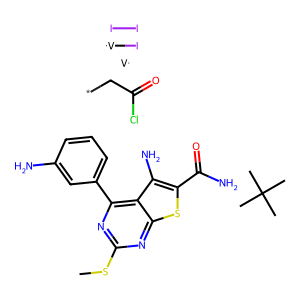 I I
·V I
V·
* O
Cl
NH₂ O
H₂N NH₂
N S
N
S